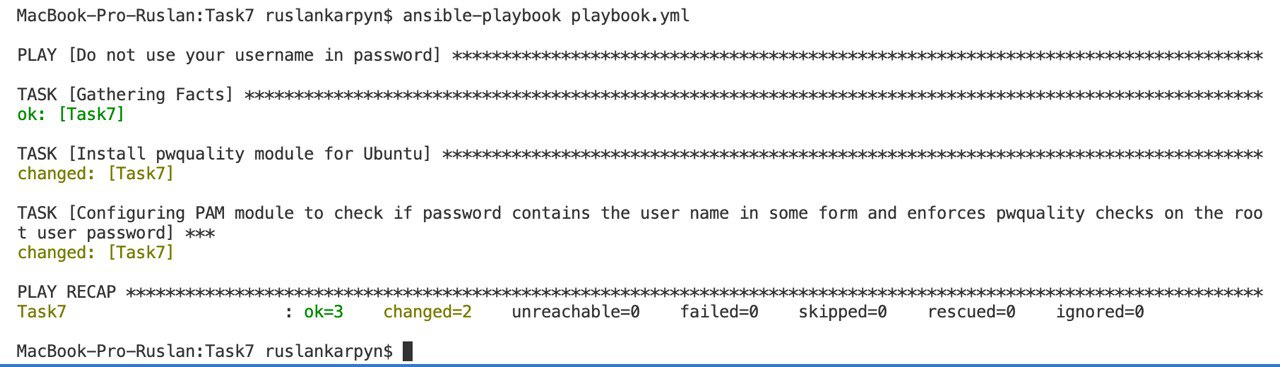 MacBook-Pro-Ruslan:Task7 ruslankarpyn$ ansible-playbook playbook.yml
PLAY [Do not use your username in password] **********************************************************************************
TASK [Gathering Facts] *******************************************************************************************************
ok: [Task7]
TASK [Install pwquality module for Ubuntu] ***********************************************************************************
changed: [Task7]
TASK [Configuring PAM module to check if password contains the user name in some form and enforces pwquality checks on the roo
t user password] ***
changed: [Task7]
PLAY RECAP *******************************************************************************************************************
Task7                      : ok=3    changed=2    unreachable=0    failed=0    skipped=0    rescued=0    ignored=0
MacBook-Pro-Ruslan:Task7 ruslankarpyn$